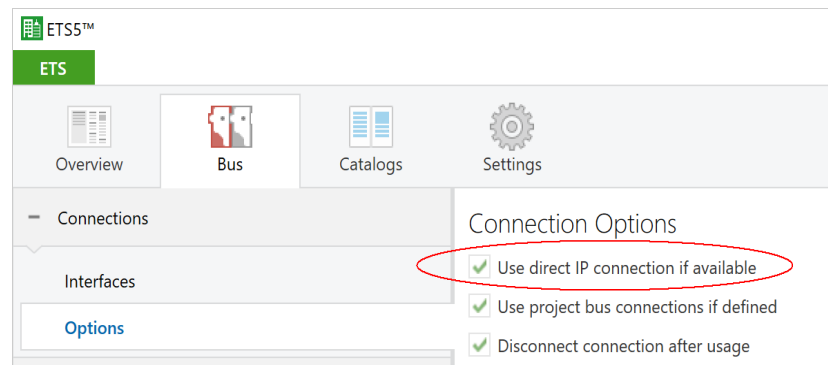 ETS5™
ETS
Overview
Bus
Catalogs
Settings
Connections
Interfaces
Options
Connection Options
Use direct IP connection if available
Use project bus connections if defined
Disconnect connection after usage